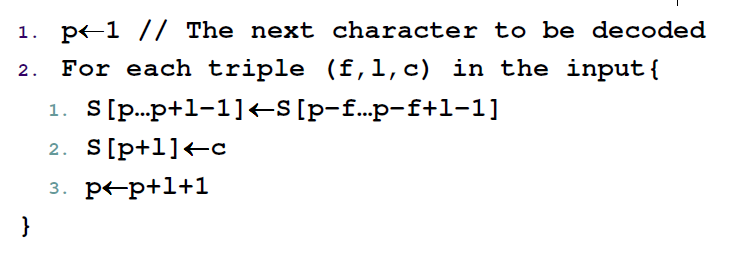 1. p←1 // The next character to be decoded
2. For each triple (f,l,c) in the input{
1. S[p…p+l-1]←S[p-f…p-f+l-1]
2. S[p+l]←c
3. p←p+l+1
}